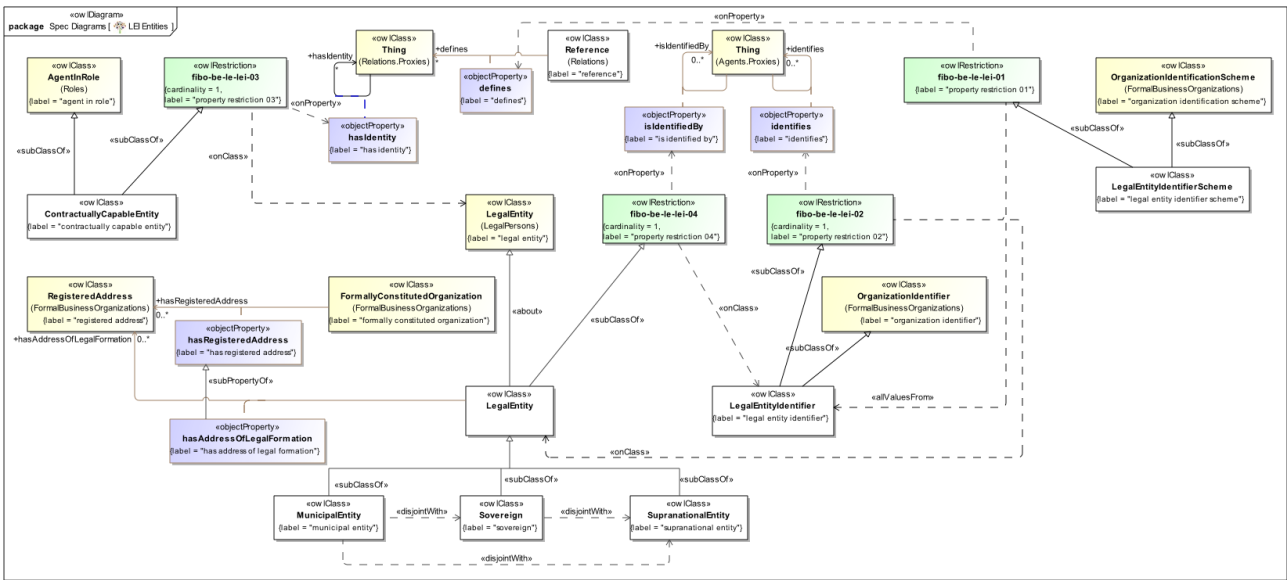 «owlDiagram»
package Spec Diagrams [ LEI Entities ]
«owlClass»
AgentInRole
(Roles)
{label = "agent in role"}
«owlRestriction»
fibo-be-le-lei-03
{cardinality = 1,
label = "property restriction 03"}
+hasIdentity
*
«owlClass»
Thing
(Relations.Proxies)
+defines
*
«owlClass»
Reference
(Relations)
{label = "reference"}
«onProperty»
«objectProperty»
defines
{label = "defines"}
+isIdentifiedBy
0..*
«owlClass»
Thing
(Agents.Proxies)
+identifies
0..*
«owlRestriction»
fibo-be-le-lei-01
{label = "property restriction 01"}
«owlClass»
OrganizationIdentificationScheme
(FormalBusinessOrganizations)
{label = "organization identification scheme"}
«onProperty»
«objectProperty»
hasIdentity
{label = "has identity"}
«objectProperty»
isIdentifiedBy
{label = "is identified by"}
«objectProperty»
identifies
{label = "identifies"}
«subClassOf»
«subClassOf»
«onClass»
«onProperty»
«onProperty»
«subClassOf»
«subClassOf»
«owlClass»
ContractuallyCapableEntity
{label = "contractually capable entity"}
«owlClass»
LegalEntity
(LegalPersons)
{label = "legal entity"}
«owlRestriction»
fibo-be-le-lei-04
{cardinality = 1,
label = "property restriction 04"}
«owlRestriction»
fibo-be-le-lei-02
{cardinality = 1,
label = "property restriction 02"}
«owlClass»
LegalEntityIdentifierScheme
{label = "legal entity identifier scheme"}
«owlClass»
RegisteredAddress
(FormalBusinessOrganizations)
{label = "registered address"}
+hasRegisteredAddress
0..*
«owlClass»
FormallyConstitutedOrganization
(FormalBusinessOrganizations)
{label = "formally constituted organization"}
+hasAddressOfLegalFormation
0..*
«objectProperty»
hasRegisteredAddress
{label = "has registered address"}
«about»
«subClassOf»
«onClass»
«subClassOf»
«owlClass»
OrganizationIdentifier
(FormalBusinessOrganizations)
{label = "organization identifier"}
«subClassOf»
«subPropertyOf»
«owlClass»
LegalEntity
«owlClass»
LegalEntityIdentifier
{label = "legal entity identifier"}
«allValuesFrom»
«objectProperty»
hasAddressOfLegalFormation
{label = "has address of legal formation"}
«onClass»
«subClassOf»
«subClassOf»
«subClassOf»
«owlClass»
MunicipalEntity
{label = "municipal entity"}
«disjointWith»
«owlClass»
Sovereign
{label = "sovereign"}
«disjointWith»
«owlClass»
SupranationalEntity
{label = "supranational entity"}
«disjointWith»